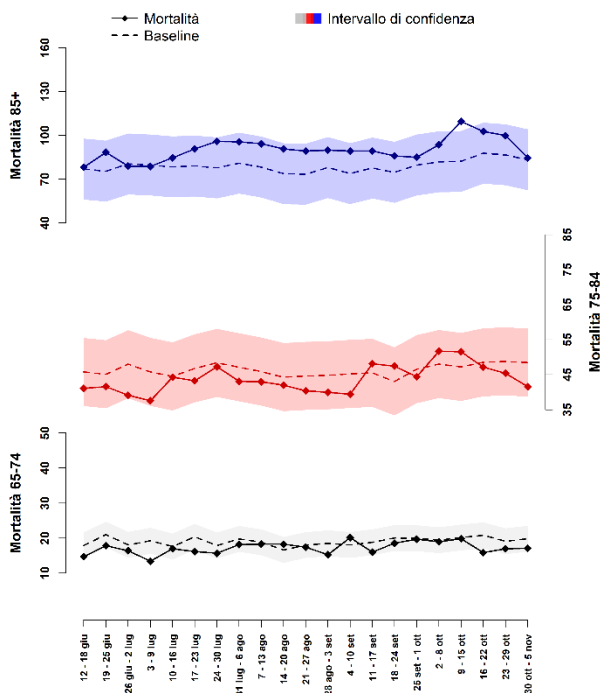 Mortalità
Intervallo di confidenza
Baseline
Mortalità 85+
160
130
100
70
40
Mortalità 75-84
85
75
65
55
45
35
Mortalità 65-74
50
40
30
20
10
12 - 18 giu
19 - 25 giu
26 giu - 2 lug
3 - 9 lug
10 - 16 lug
17 - 23 lug
24 - 30 lug
31 lug - 6 ago
7 - 13 ago
14 - 20 ago
21 - 27 ago
28 ago - 3 set
4 - 10 set
11 - 17 set
18 - 24 set
25 set - 1 ott
2 - 8 ott
9 - 15 ott
16 - 22 ott
23 - 29 ott
30 ott - 5 nov